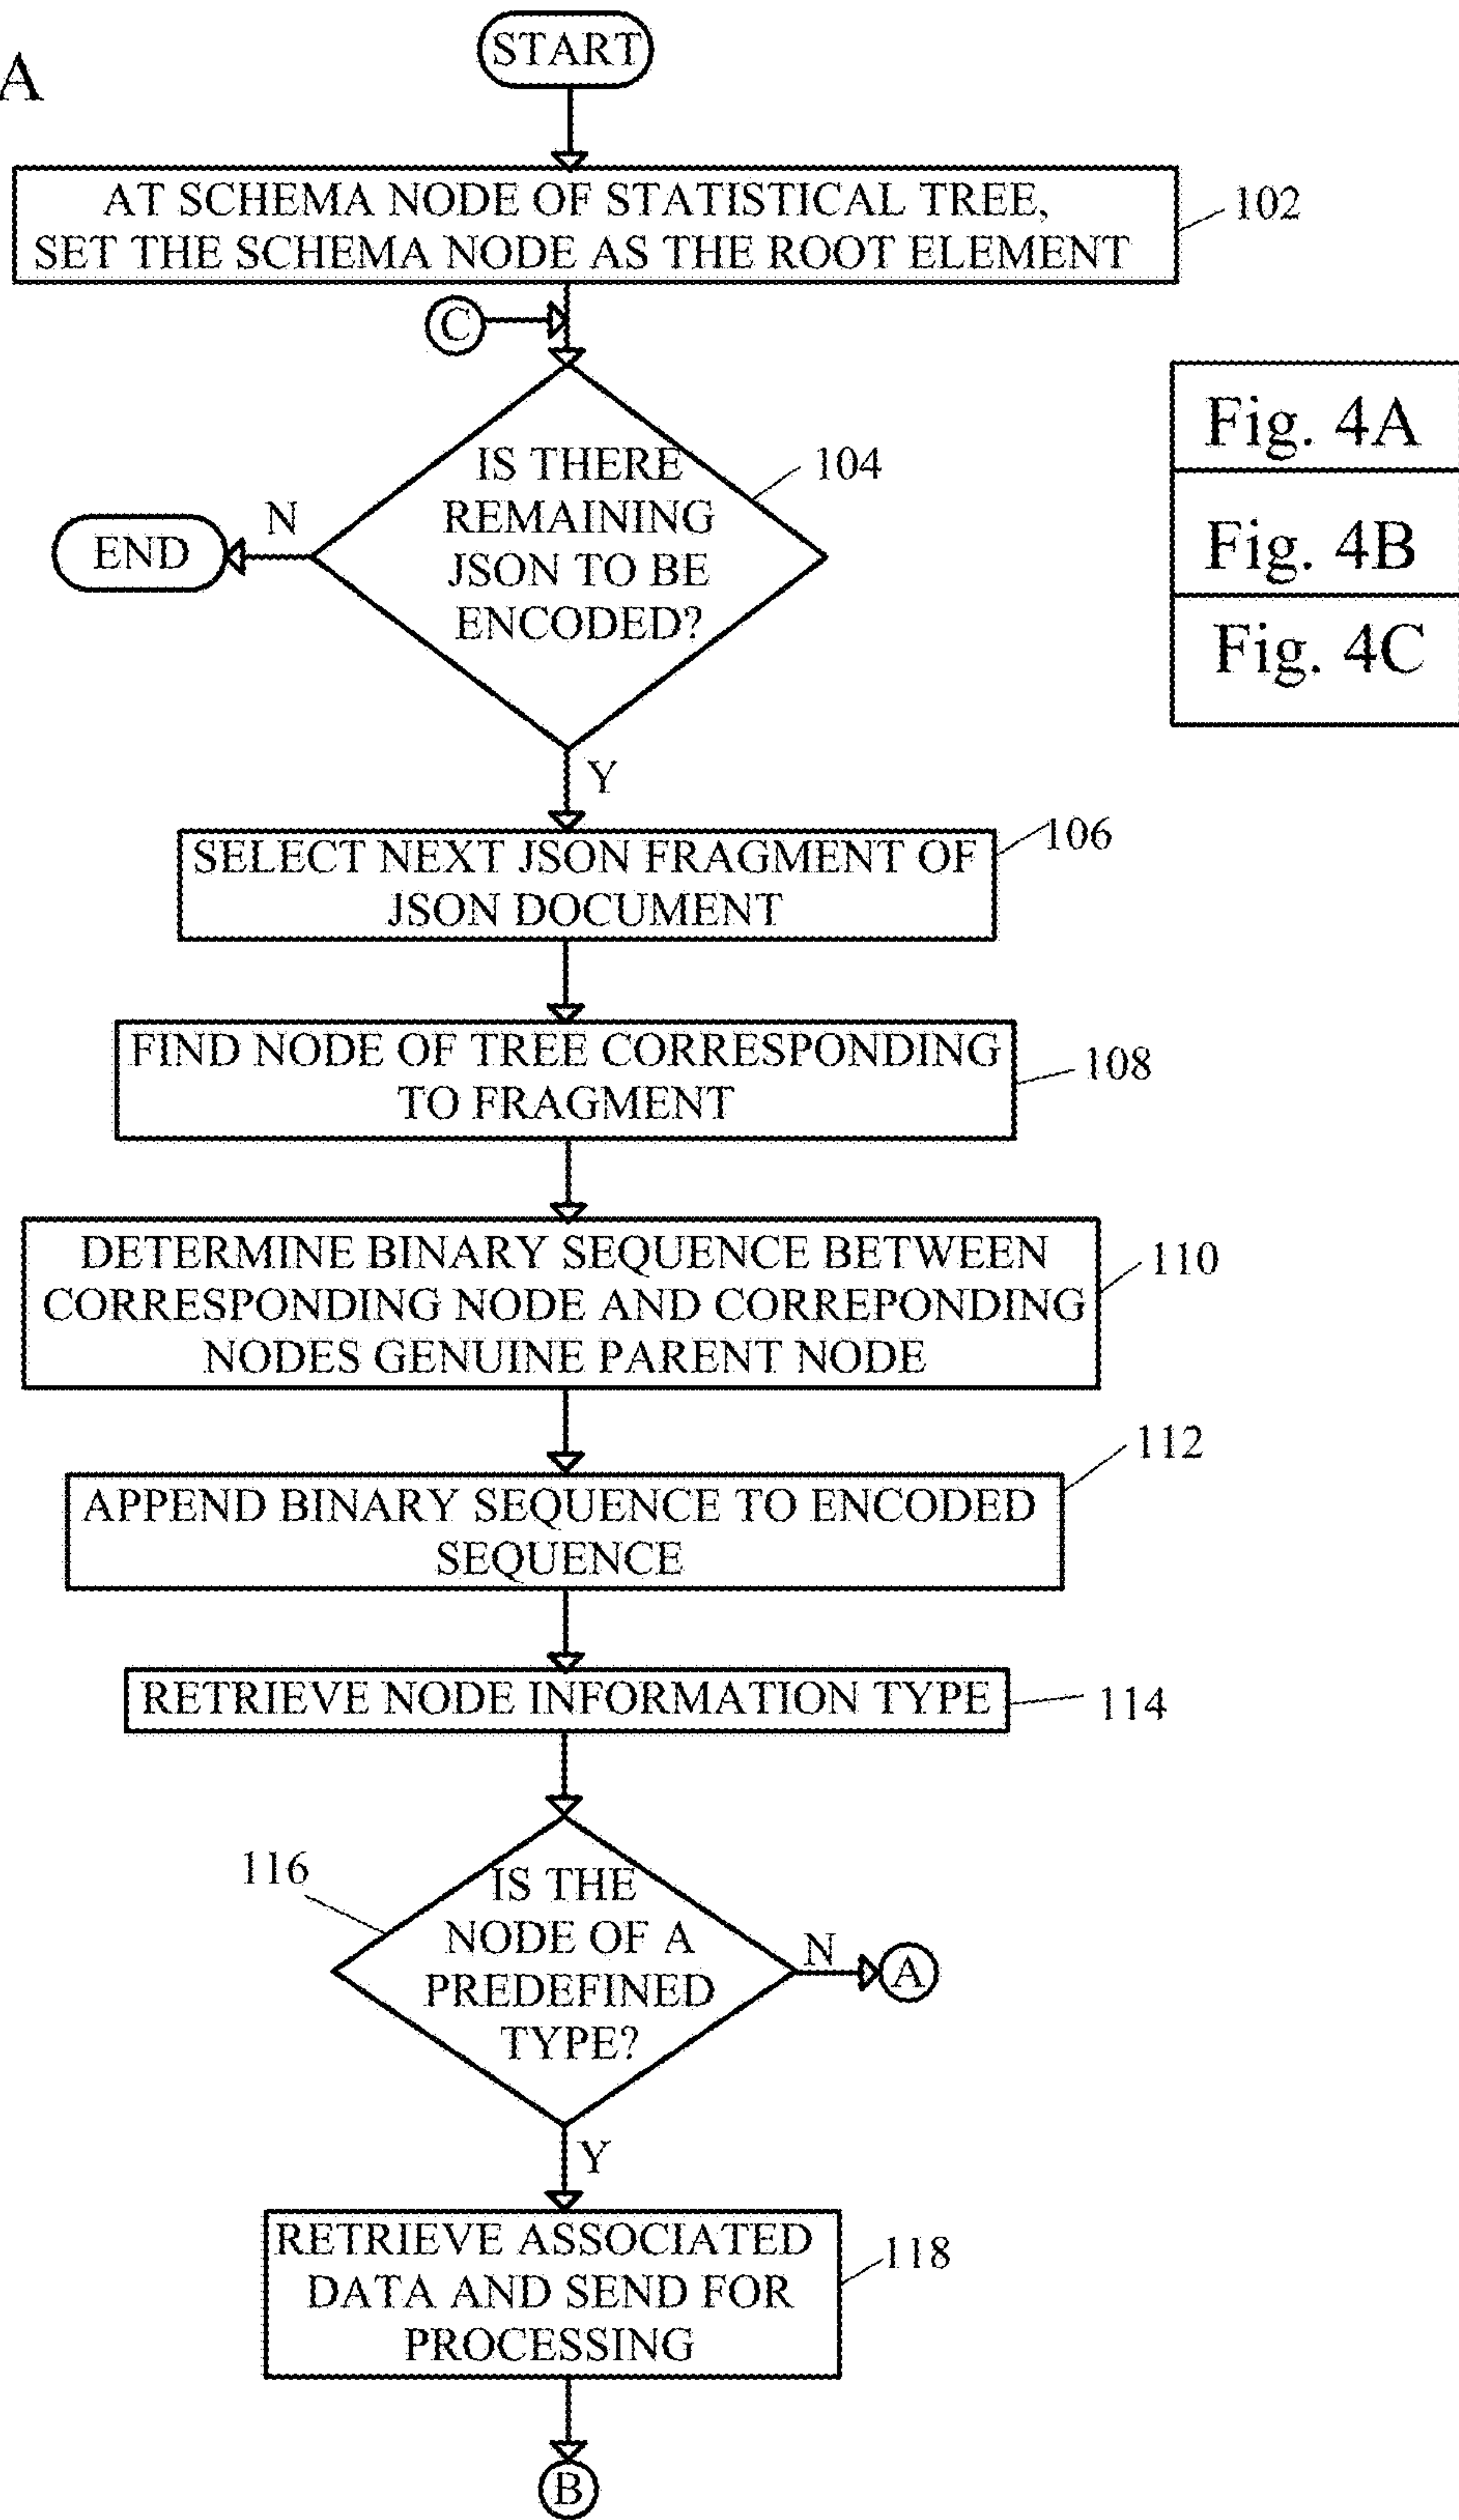 A
START
AT SCHEMA NODE OF STATISTICAL TREE,
SET THE SCHEMA NODE AS THE ROOT ELEMENT
102
C
IS THERE
REMAINING
JSON TO BE
ENCODED?
104
N
END
Fig. 4A
Fig. 4B
Fig. 4C
Y
SELECT NEXT JSON FRAGMENT OF
JSON DOCUMENT
106
FIND NODE OF TREE CORRESPONDING
TO FRAGMENT
108
DETERMINE BINARY SEQUENCE BETWEEN
CORRESPONDING NODE AND CORREPONDING
NODES GENUINE PARENT NODE
110
APPEND BINARY SEQUENCE TO ENCODED
SEQUENCE
112
RETRIEVE NODE INFORMATION TYPE
114
116
IS THE
NODE OF A
PREDEFINED
TYPE?
N
A
Y
RETRIEVE ASSOCIATED
DATA AND SEND FOR
PROCESSING
118
B